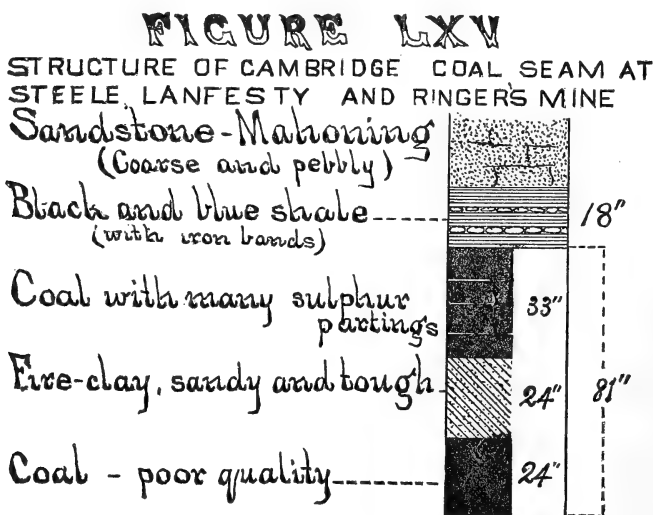 FIGURE LXV
STRUCTURE OF CAMBRIDGE COAL SEAM AT
STEELE, LANFESTY AND RINGER'S MINE
Sandstone-Mahoning
(Coarse and pebbly)
Black and blue shale
18"
(with iron bands)
Coal with many sulphur
partings
33"
Fire-clay, sandy and tough
24"
81"
Coal - poor quality
24"